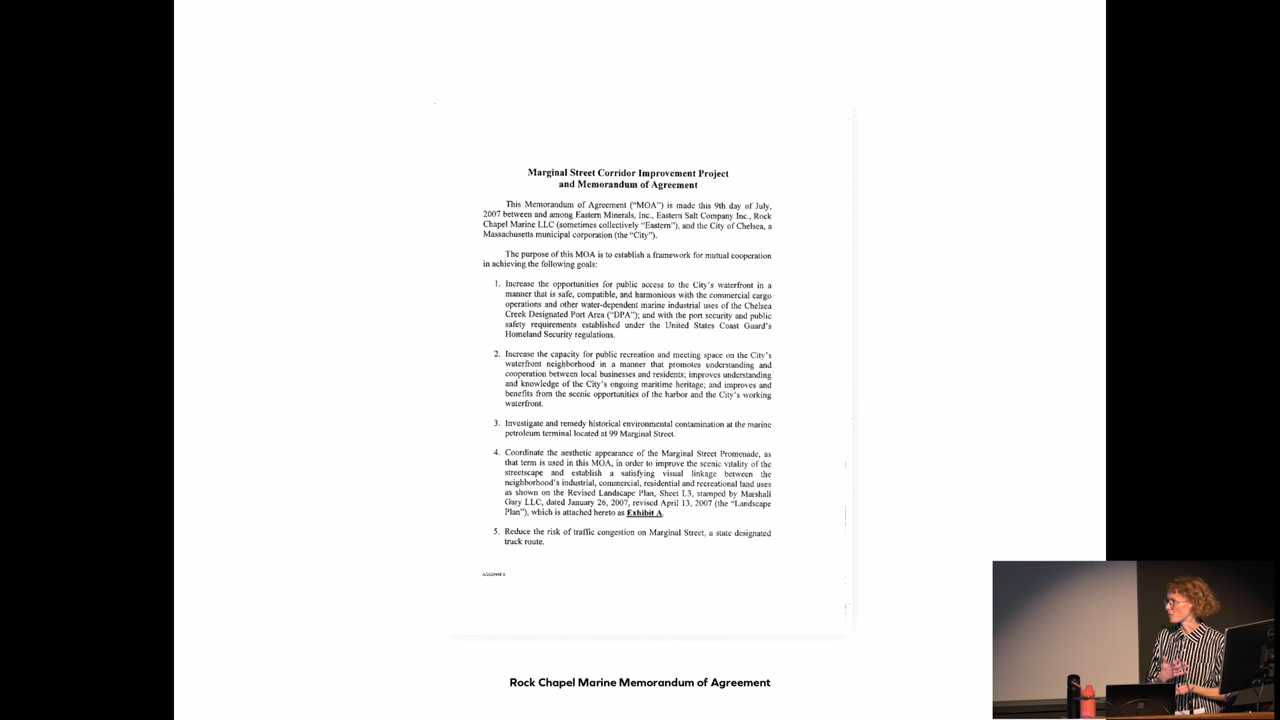 Marginal Street Corridor Improvement Project
and Memorandum of Agreement
This Memorandum of Agreement ("MOA") is made this 9th day of July,
2007 between and among Eastern Minerals, Inc., Eastern Salt Company Inc., Rock
Chapel Marine LLC (sometimes collectively "Eastern"), and the City of Chelsea, a
Massachusetts municipal corporation (the "City").
The purpose of this MOA is to establish a framework for mutual cooperation
in achieving the following goals:
1. Increase the opportunities for public access to the City's waterfront in a
manner that is safe, compatible, and harmonious with the commercial cargo
operations and other water-dependent marine industrial uses of the Chelsea
Creek Designated Port Area ("DPA"); and with the port security and public
safety requirements established under the United States Coast Guard's
Homeland Security regulations.
2. Increase the capacity for public recreation and meeting space on the City's
waterfront neighborhood in a manner that promotes understanding and
cooperation between local businesses and residents; improves understanding
and knowledge of the City's ongoing maritime heritage; and improves and
benefits from the scenic opportunities of the harbor and the City's working
waterfront.
3. Investigate and remedy historical environmental contamination at the marine
petroleum terminal located at 99 Marginal Street.
4. Coordinate the aesthetic appearance of the Marginal Street Promenade, as
that term is used in this MOA, in order to improve the scenic vitality of the
streetscape and establish a satisfying visual linkage between the
neighborhood's industrial, commercial, residential and recreational land uses
as shown on the Revised Landscape Plan, Sheet L3, stamped by Marshall
Gary LLC, dated January 26, 2007, revised April 13, 2007 (the "Landscape
Plan"), which is attached hereto as Exhibit A.
5. Reduce the risk of traffic congestion on Marginal Street, a state designated
truck route.
Rock Chapel Marine Memorandum of Agreement